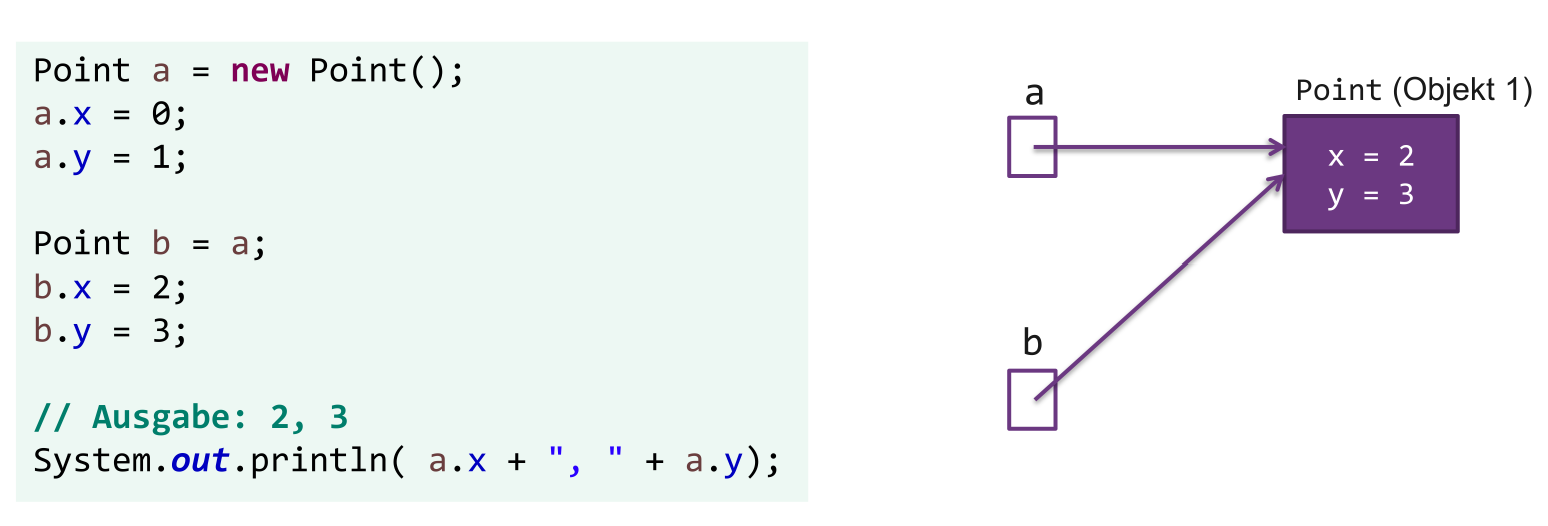 Point a = new Point();
a.x = 0;
a.y = 1;
Point b = a;
b.x = 2;
b.y = 3;
// Ausgabe: 2, 3
System.out.println( a.x + ", " + a.y);
a
Point (Objekt 1)
x = 2
y = 3
b